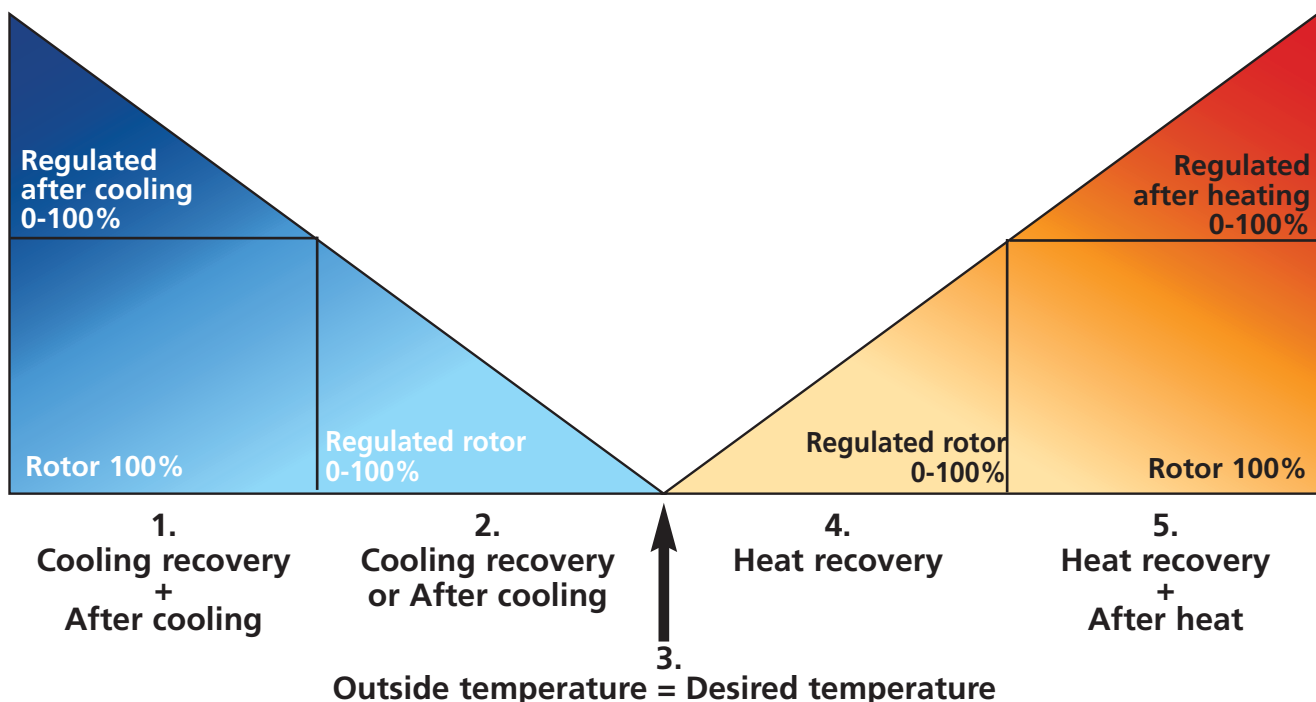 Regulated
after cooling
0-100%
Regulated
after heating
0-100%
Rotor 100%
Regulated rotor
0-100%
Regulated rotor
0-100%
Rotor 100%
1.
Cooling recovery
+
After cooling
2.
Cooling recovery
or After cooling
4.
Heat recovery
5.
Heat recovery
+
After heat
3.
Outside temperature = Desired temperature